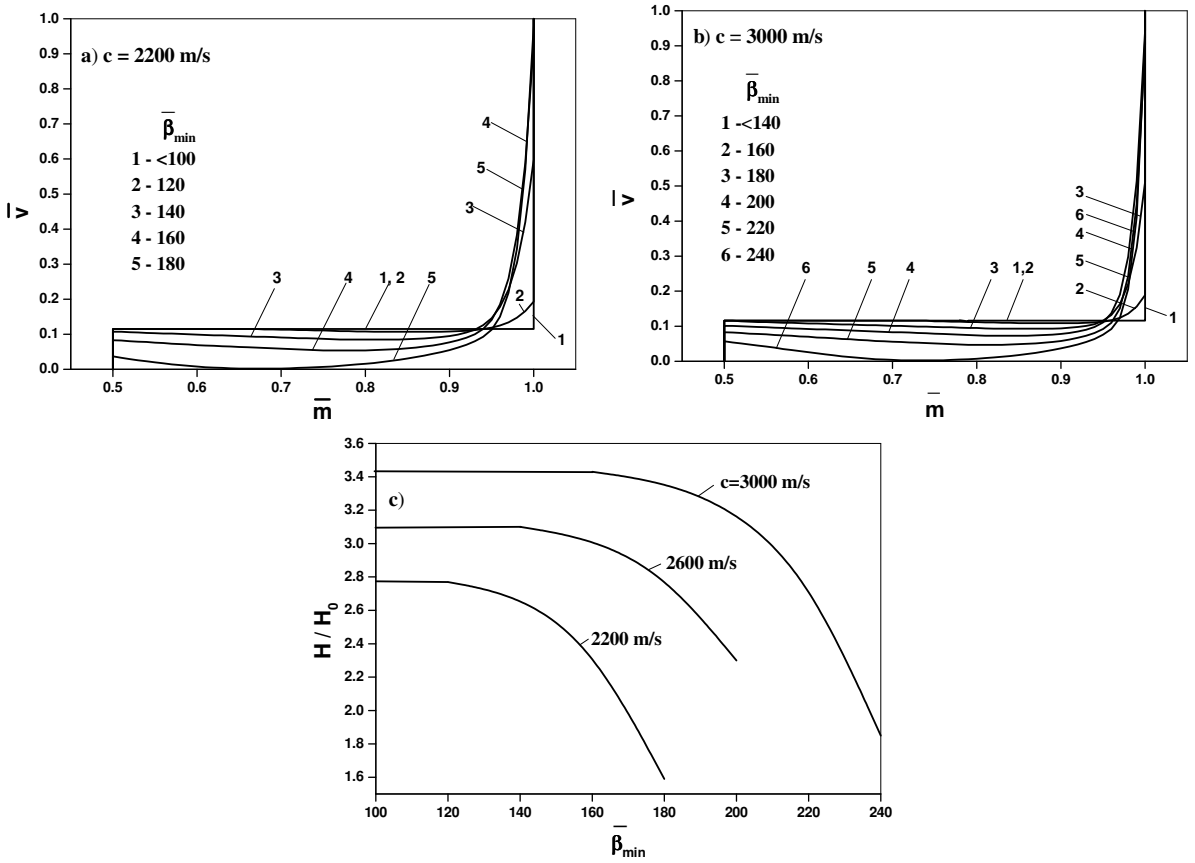 a) c = 2200 m/s
β̄min
1 - <100
2 - 120
3 - 140
4 - 160
5 - 180
1.0
0.9
0.8
0.7
0.6
0.5
0.4
0.3
0.2
0.1
0.0
v̄
4
5
3
3
4
1, 2
5
2
1
0.5 0.6 0.7 0.8 0.9 1.0
m̄
b) c = 3000 m/s
β̄min
1 -<140
2 - 160
3 - 180
4 - 200
5 - 220
6 - 240
1.0
0.9
0.8
0.7
0.6
0.5
0.4
0.3
0.2
0.1
0.0
v̄
3
6
4
5
2
6
5
4
3
1,2
1
0.5 0.6 0.7 0.8 0.9 1.0
m̄
c)
3.6
3.4
3.2
3.0
2.8
2.6
2.4
2.2
2.0
1.8
1.6
H / H0
c=3000 m/s
2600 m/s
2200 m/s
100 120 140 160 180 200 220 240
β̄min